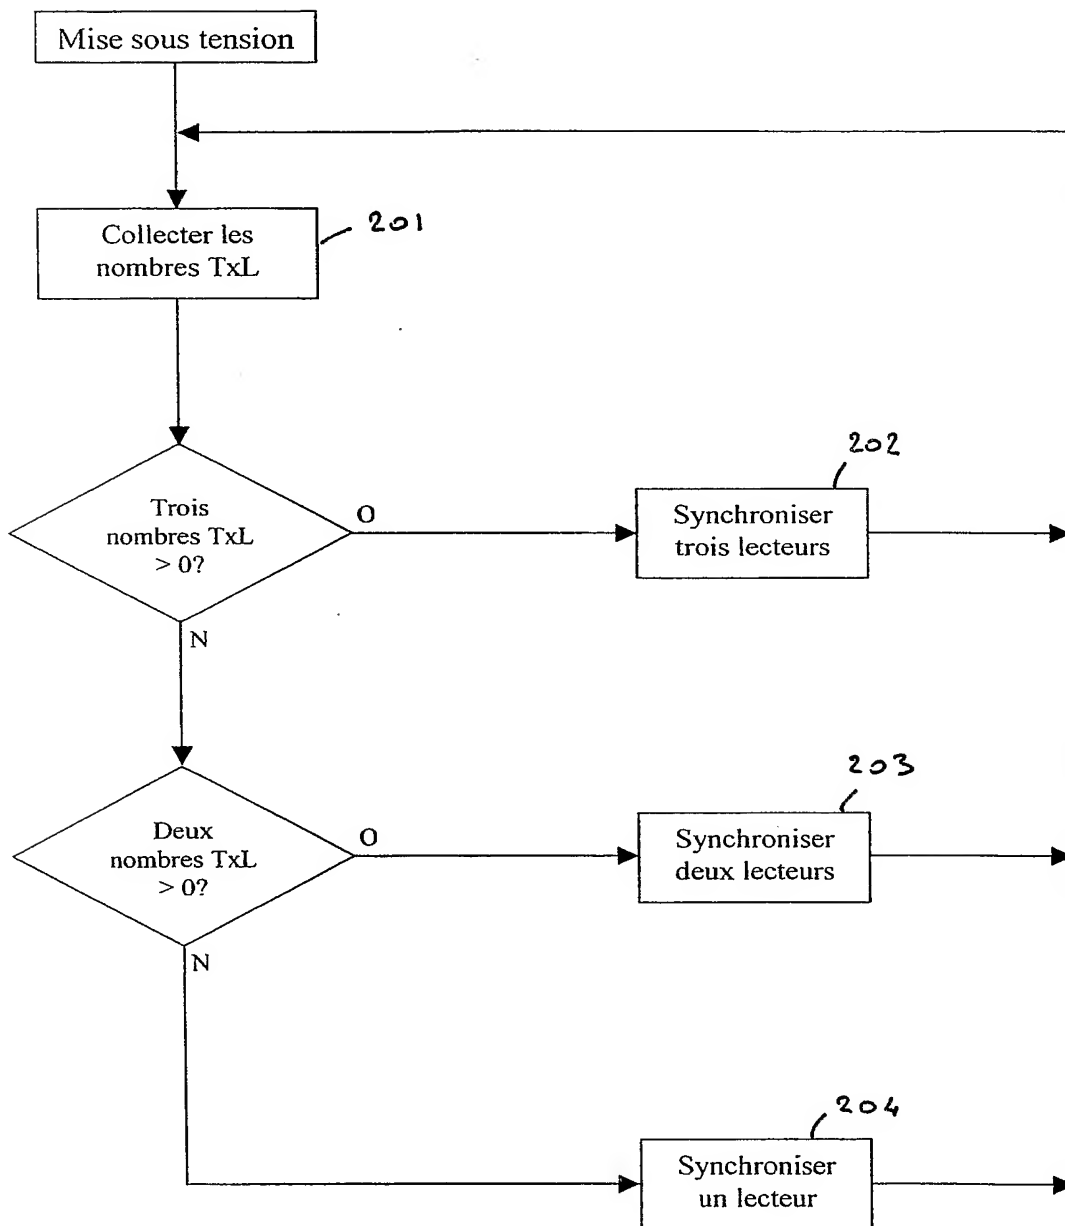 Mise sous tension
Collecter les
nombres TxL
201
Trois
nombres TxL
> 0?
O
N
202
Synchroniser
trois lecteurs
Deux
nombres TxL
> 0?
O
N
203
Synchroniser
deux lecteurs
204
Synchroniser
un lecteur